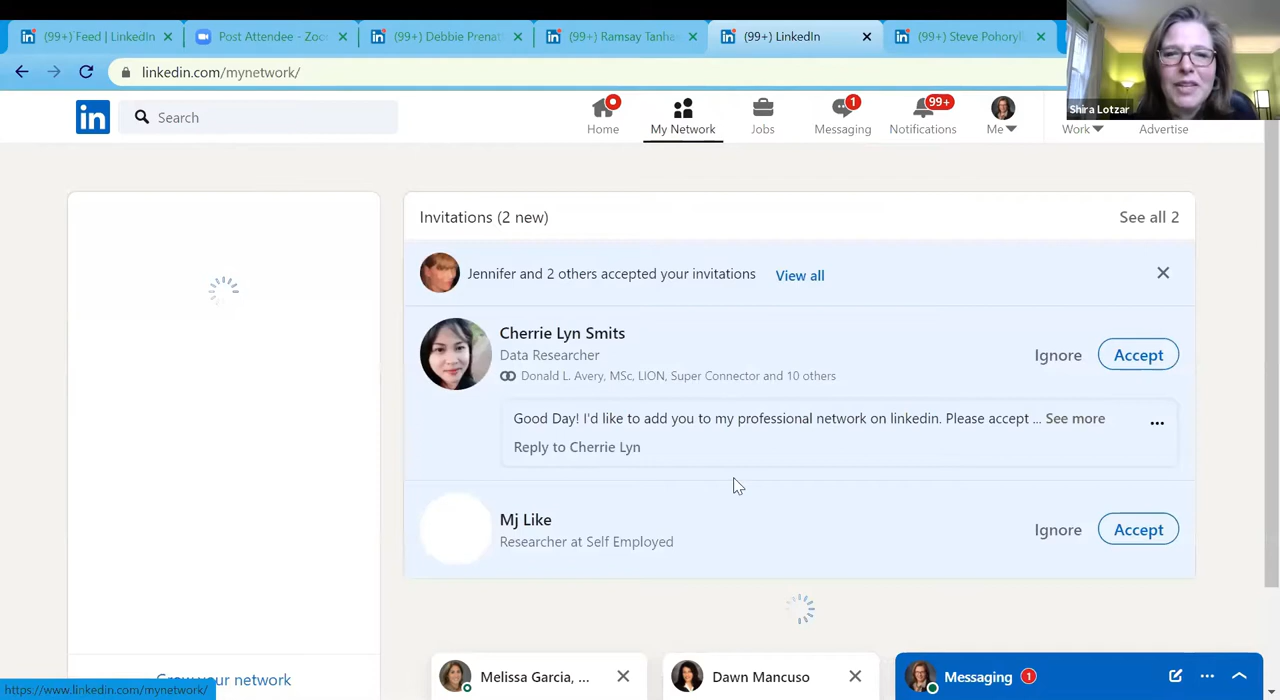 (99+) Feed | LinkedIn
Post Attendee - Zoo
(99+) Debbie Prenat
(99+) Ramsay Tanha
(99+) LinkedIn
(99+) Steve Pohoryll
linkedin.com/mynetwork/
Shira Lotzar
in
Search
1
99+
Home
My Network
Jobs
Messaging
Notifications
Me
Work
Advertise
Invitations (2 new)
See all 2
Jennifer and 2 others accepted your invitations
View all
Cherrie Lyn Smits
Data Researcher
Ignore
Accept
Donald L. Avery, MSc, LION, Super Connector and 10 others
Good Day! I'd like to add you to my professional network on linkedin. Please accept ... See more
Reply to Cherrie Lyn
Mj Like
Researcher at Self Employed
Ignore
Accept
Grow your network
Melissa Garcia, ...
Dawn Mancuso
Messaging 1
https://www.linkedin.com/mynetwork/